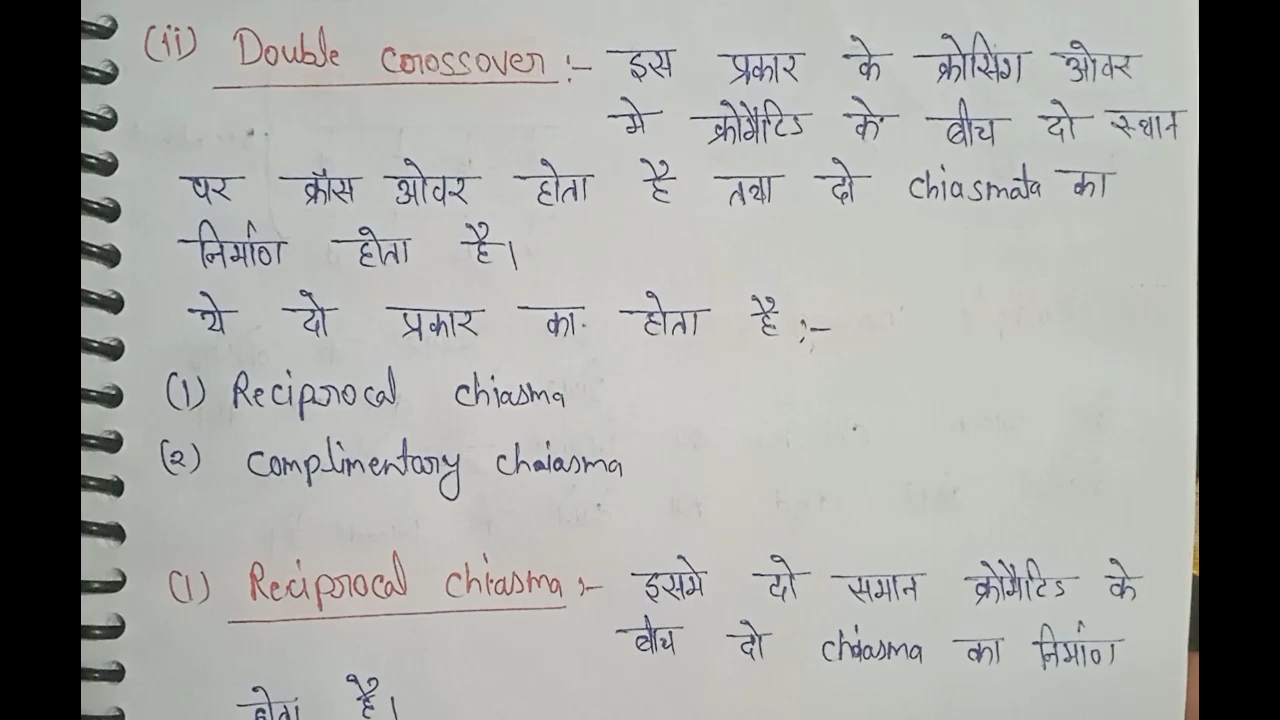 (ii) Double crossover :- इस प्रकार के क्रोसिंग ओवर
मे क्रोमैटिड के बीच दो स्थान
पर क्रॉस ओवर होता है तथा दो chiasmata का
निर्माण होता है।
ये दो प्रकार का होता है :-
(1) Reciprocal chiasma
(2) Complimentary chaiasma
(1) Reciprocal chiasma :- इसमे दो समान क्रोमैटिड के
बीच दो chiasma का निर्माण
होता है।